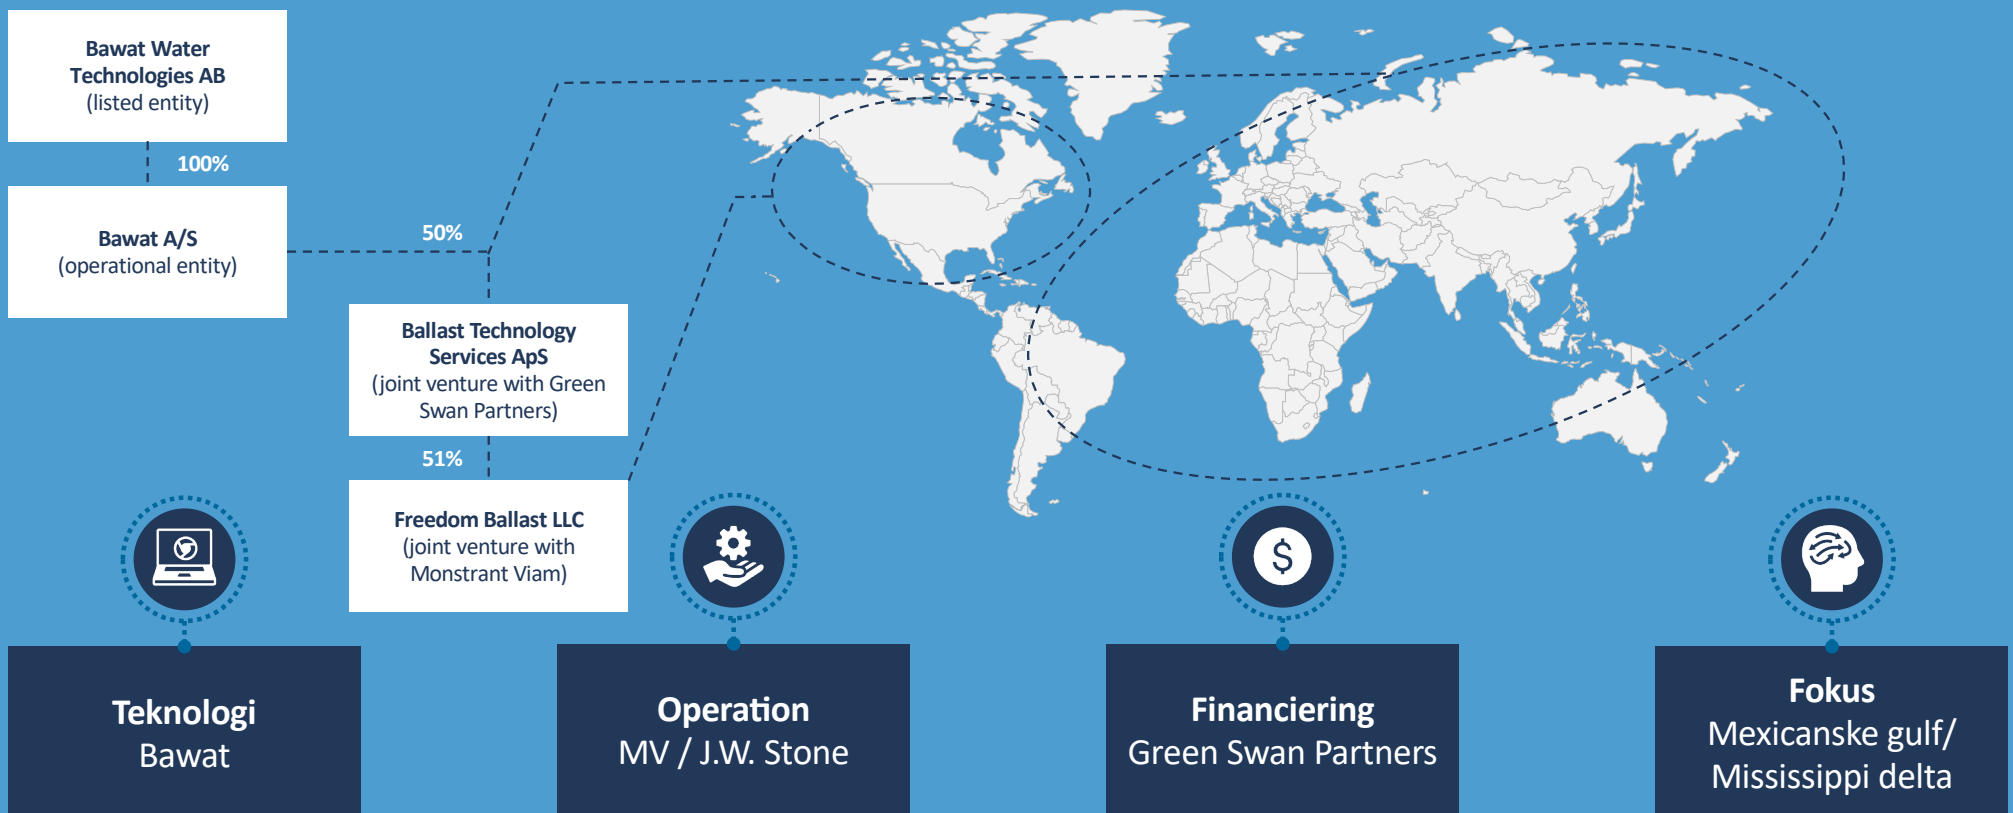 Bawat Water
Technologies AB
(listed entity)
100%
Bawat A/S
(operational entity)
50%
Ballast Technology
Services ApS
(joint venture with Green
Swan Partners)
51%
Freedom Ballast LLC
(joint venture with
Monstrant Viam)
$
Teknologi
Bawat
Operation
MV / J.W. Stone
Financiering
Green Swan Partners
Fokus
Mexicanske gulf/
Mississippi delta